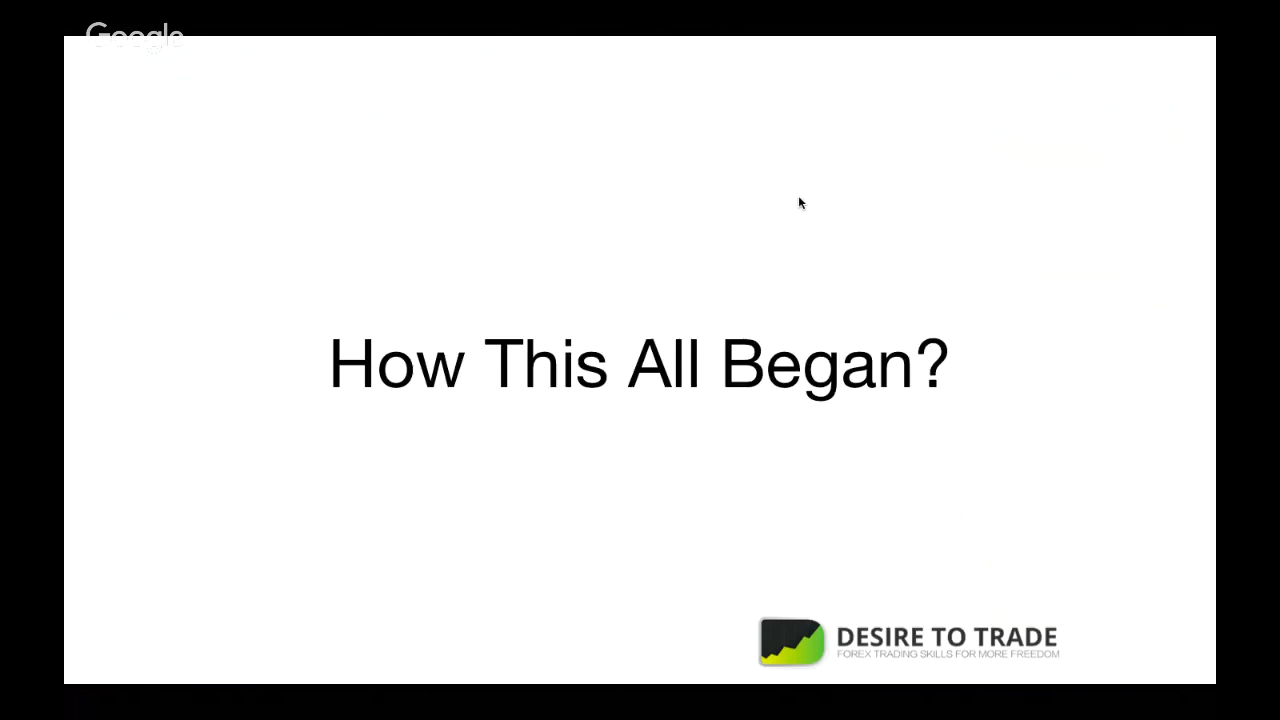 Google
How This All Began?
DESIRE TO TRADE
FOREX TRADING SKILLS FOR MORE FREEDOM